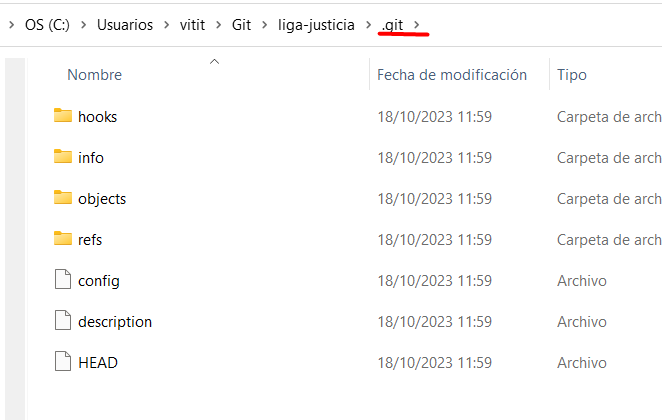 OS (C:) > Usuarios > vitit > Git > liga-justicia > .git >
Nombre Fecha de modificación Tipo
hooks 18/10/2023 11:59 Carpeta de arch
info 18/10/2023 11:59 Carpeta de arch
objects 18/10/2023 11:59 Carpeta de arch
refs 18/10/2023 11:59 Carpeta de arch
config 18/10/2023 11:59 Archivo
description 18/10/2023 11:59 Archivo
HEAD 18/10/2023 11:59 Archivo